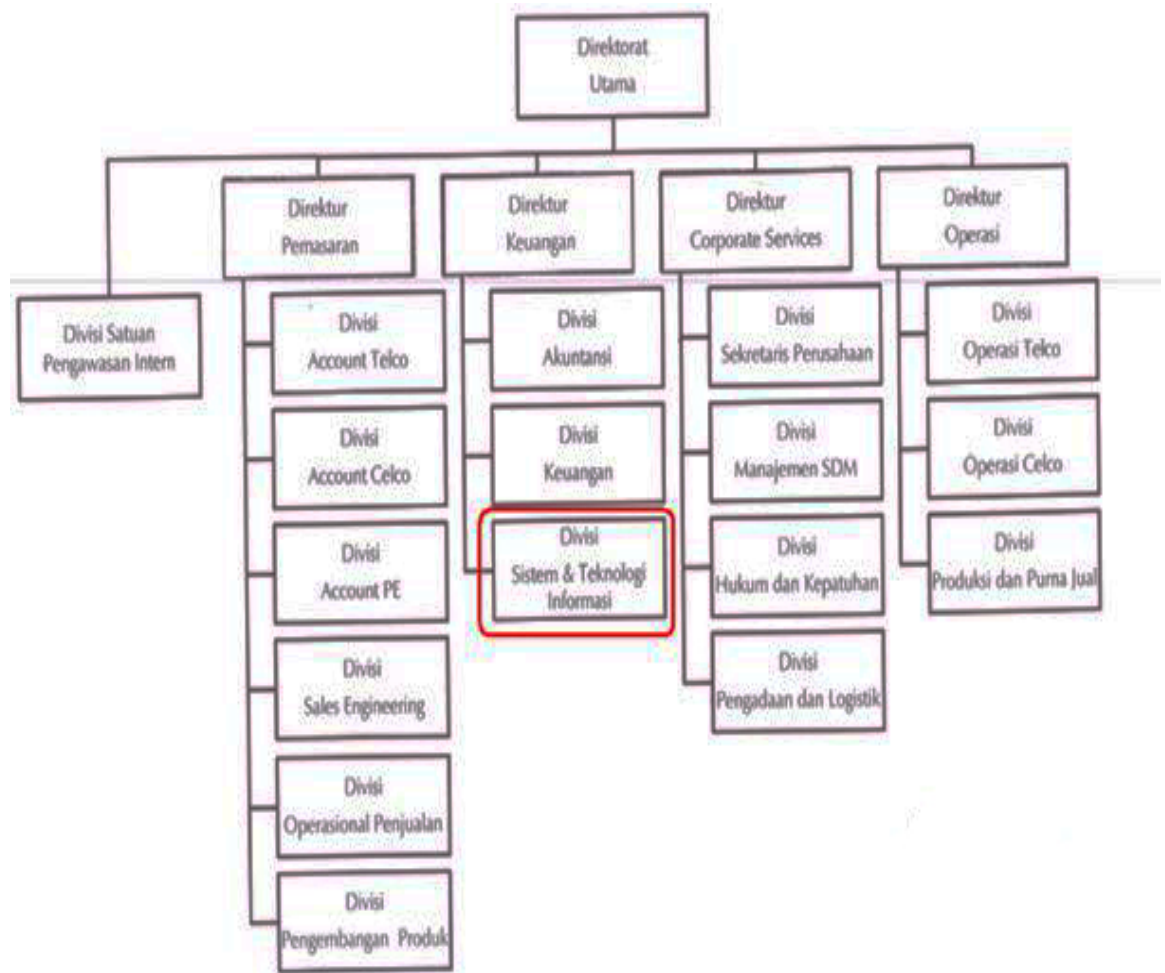 Direktorat
Utama
Direktur
Pemasaran
Direktur
Keuangan
Direktur
Corporate Services
Direktur
Operasi
Divisi Satuan
Pengawasan Intern
Divisi
Account Telco
Divisi
Account Celco
Divisi
Account PE
Divisi
Sales Engineering
Divisi
Operasional Penjualan
Divisi
Pengembangan Produk
Divisi
Akuntansi
Divisi
Keuangan
Divisi
Sistem & Teknologi
Informasi
Divisi
Sekretaris Perusahaan
Divisi
Manajemen SDM
Divisi
Hukum dan Kepatuhan
Divisi
Pengadaan dan Logistik
Divisi
Operasi Telco
Divisi
Operasi Celco
Divisi
Produksi dan Purna Jual